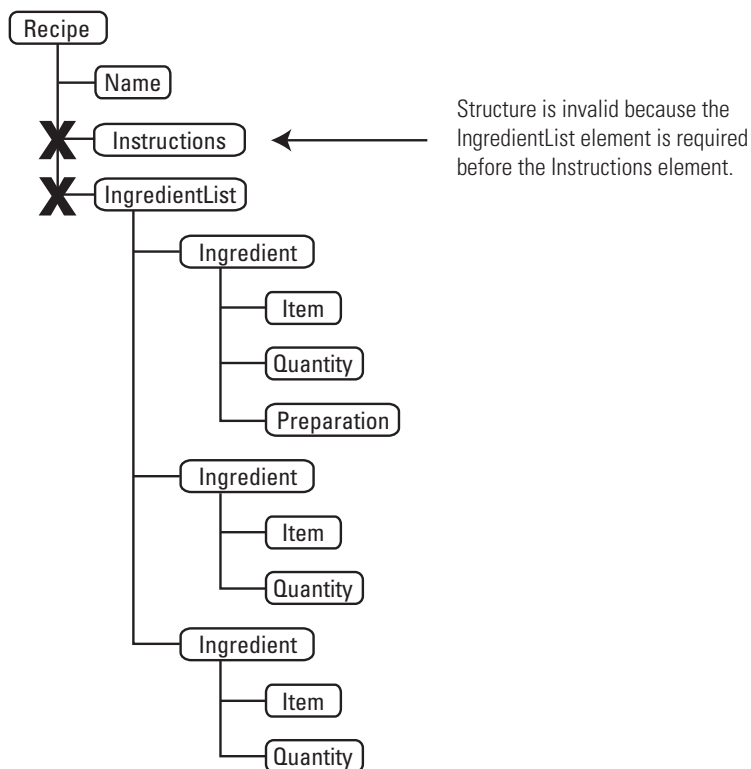 Recipe
Name
Instructions
Structure is invalid because the
IngredientList element is required
before the Instructions element.
IngredientList
Ingredient
Item
Quantity
Preparation
Ingredient
Item
Quantity
Ingredient
Item
Quantity